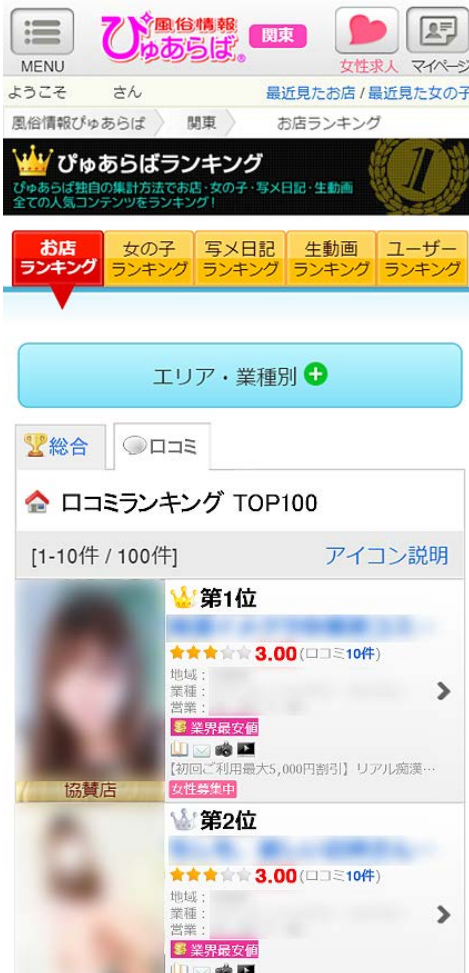 MENU
風俗情報
ぴゅあらば®
関東
女性求人
マイページ
ようこそ さん
最近見たお店 / 最近見た女の子
風俗情報ぴゅあらば
関東
お店ランキング
ぴゅあらばランキング
ぴゅあらば独自の集計方法でお店・女の子・写メ日記・生動画
全ての人気コンテンツをランキング!
1
お店
ランキング
女の子
ランキング
写メ日記
ランキング
生動画
ランキング
ユーザー
ランキング
エリア・業種別
総合
口コミ
口コミランキング TOP100
[1-10件 / 100件]
アイコン説明
第1位
★★★☆☆ 3.00 (口コミ10件)
地域:
業種:
営業:
業界最安値
【初回ご利用最大5,000円割引】リアル痴漢…
協賛店
女性募集中
第2位
★★★☆☆ 3.00 (口コミ10件)
地域:
業種:
営業:
業界最安値